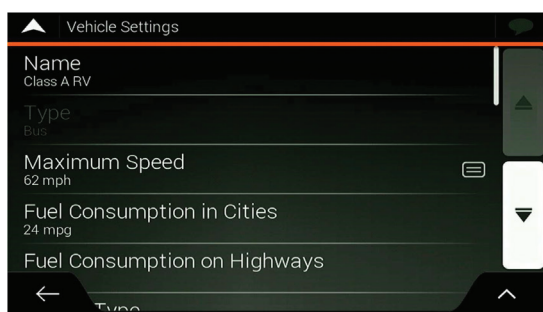 Vehicle Settings
Name
Class A RV
Type
Bus
Maximum Speed
62 mph
Fuel Consumption in Cities
24 mpg
Fuel Consumption on Highways
Type